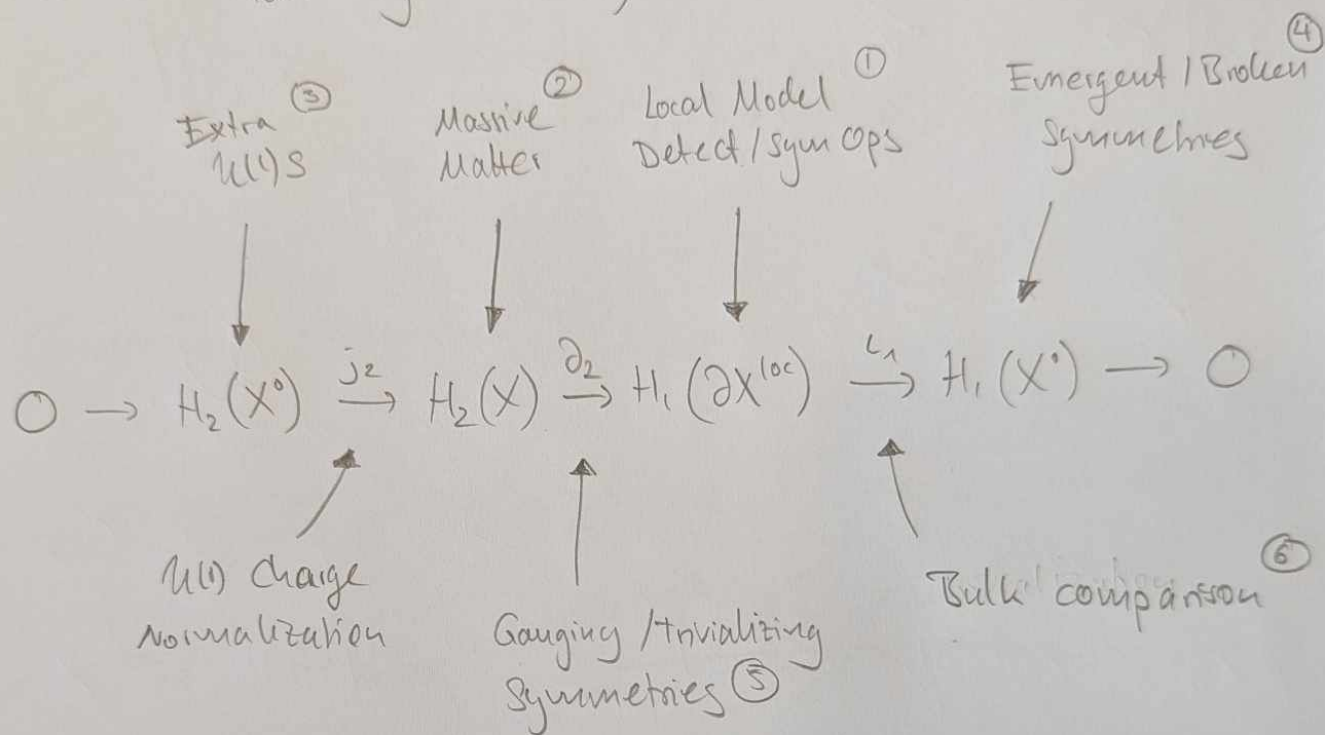 ③
Extra
U(1)s
②
Massive
Matter
①
Local Model
Detect/Sym Ops
④
Emergent / Broken
Symmetries
0 → H₂(X°) →^{j₂} H₂(X) →^{∂₂} H₁(∂X^{loc}) →^{ι₁} H₁(X°) → 0
U(1) Charge
Normalization
Gauging / trivializing
Symmetries ⑤
Bulk comparison ⑥